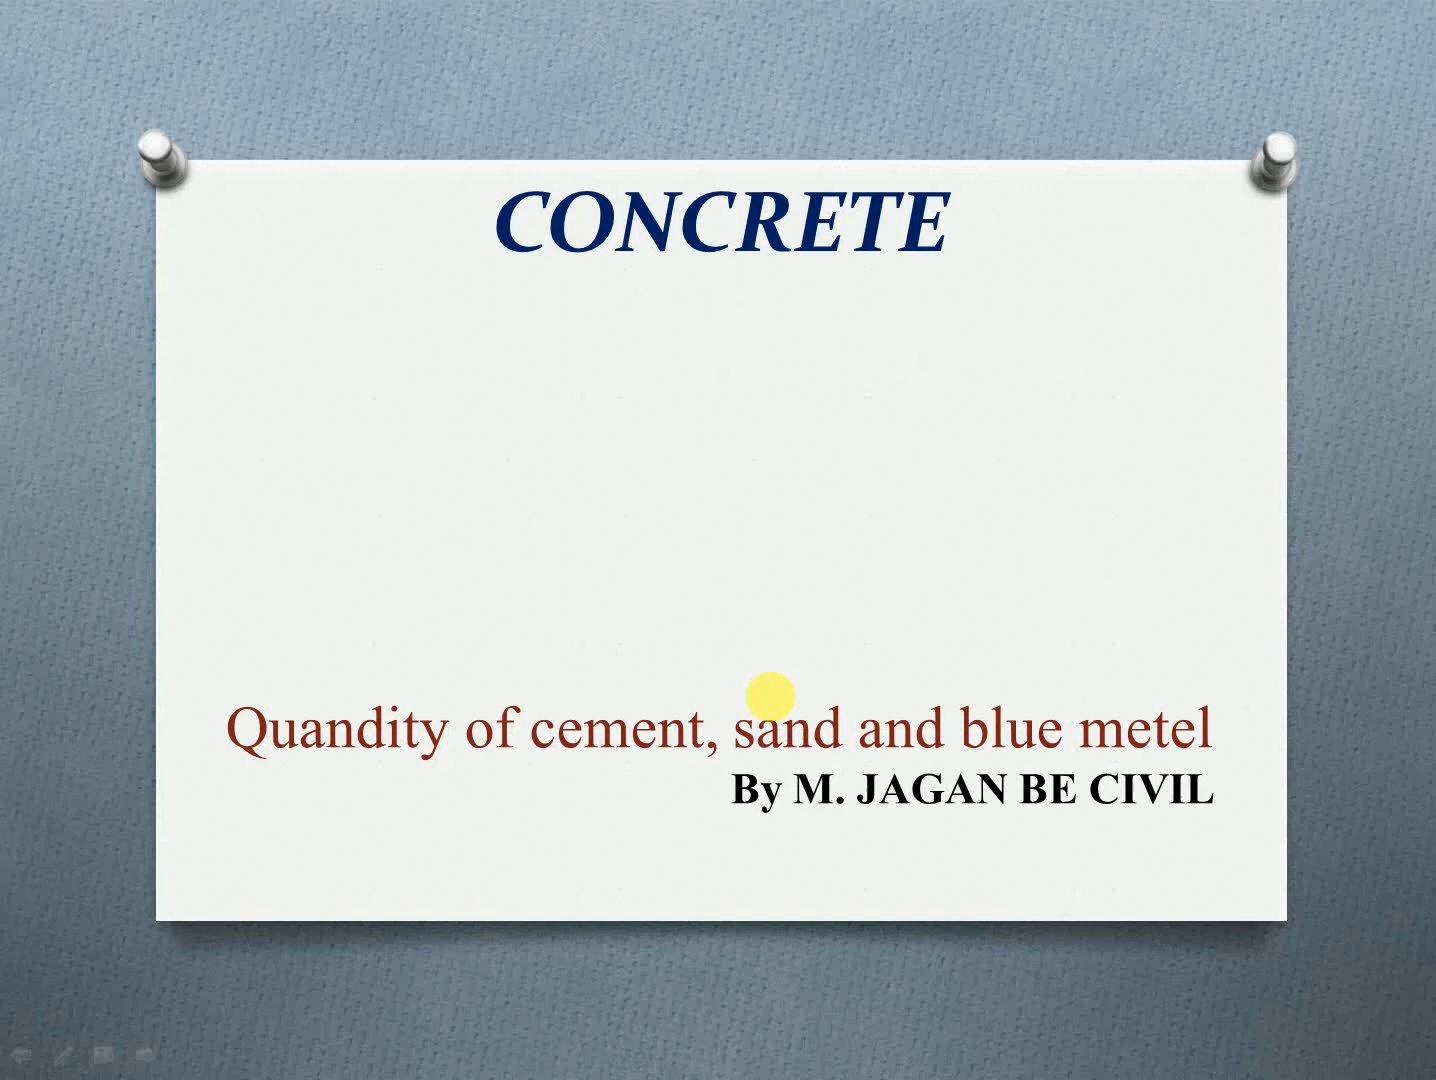 CONCRETE
Quandity of cement, sand and blue metel
By M. JAGAN BE CIVIL